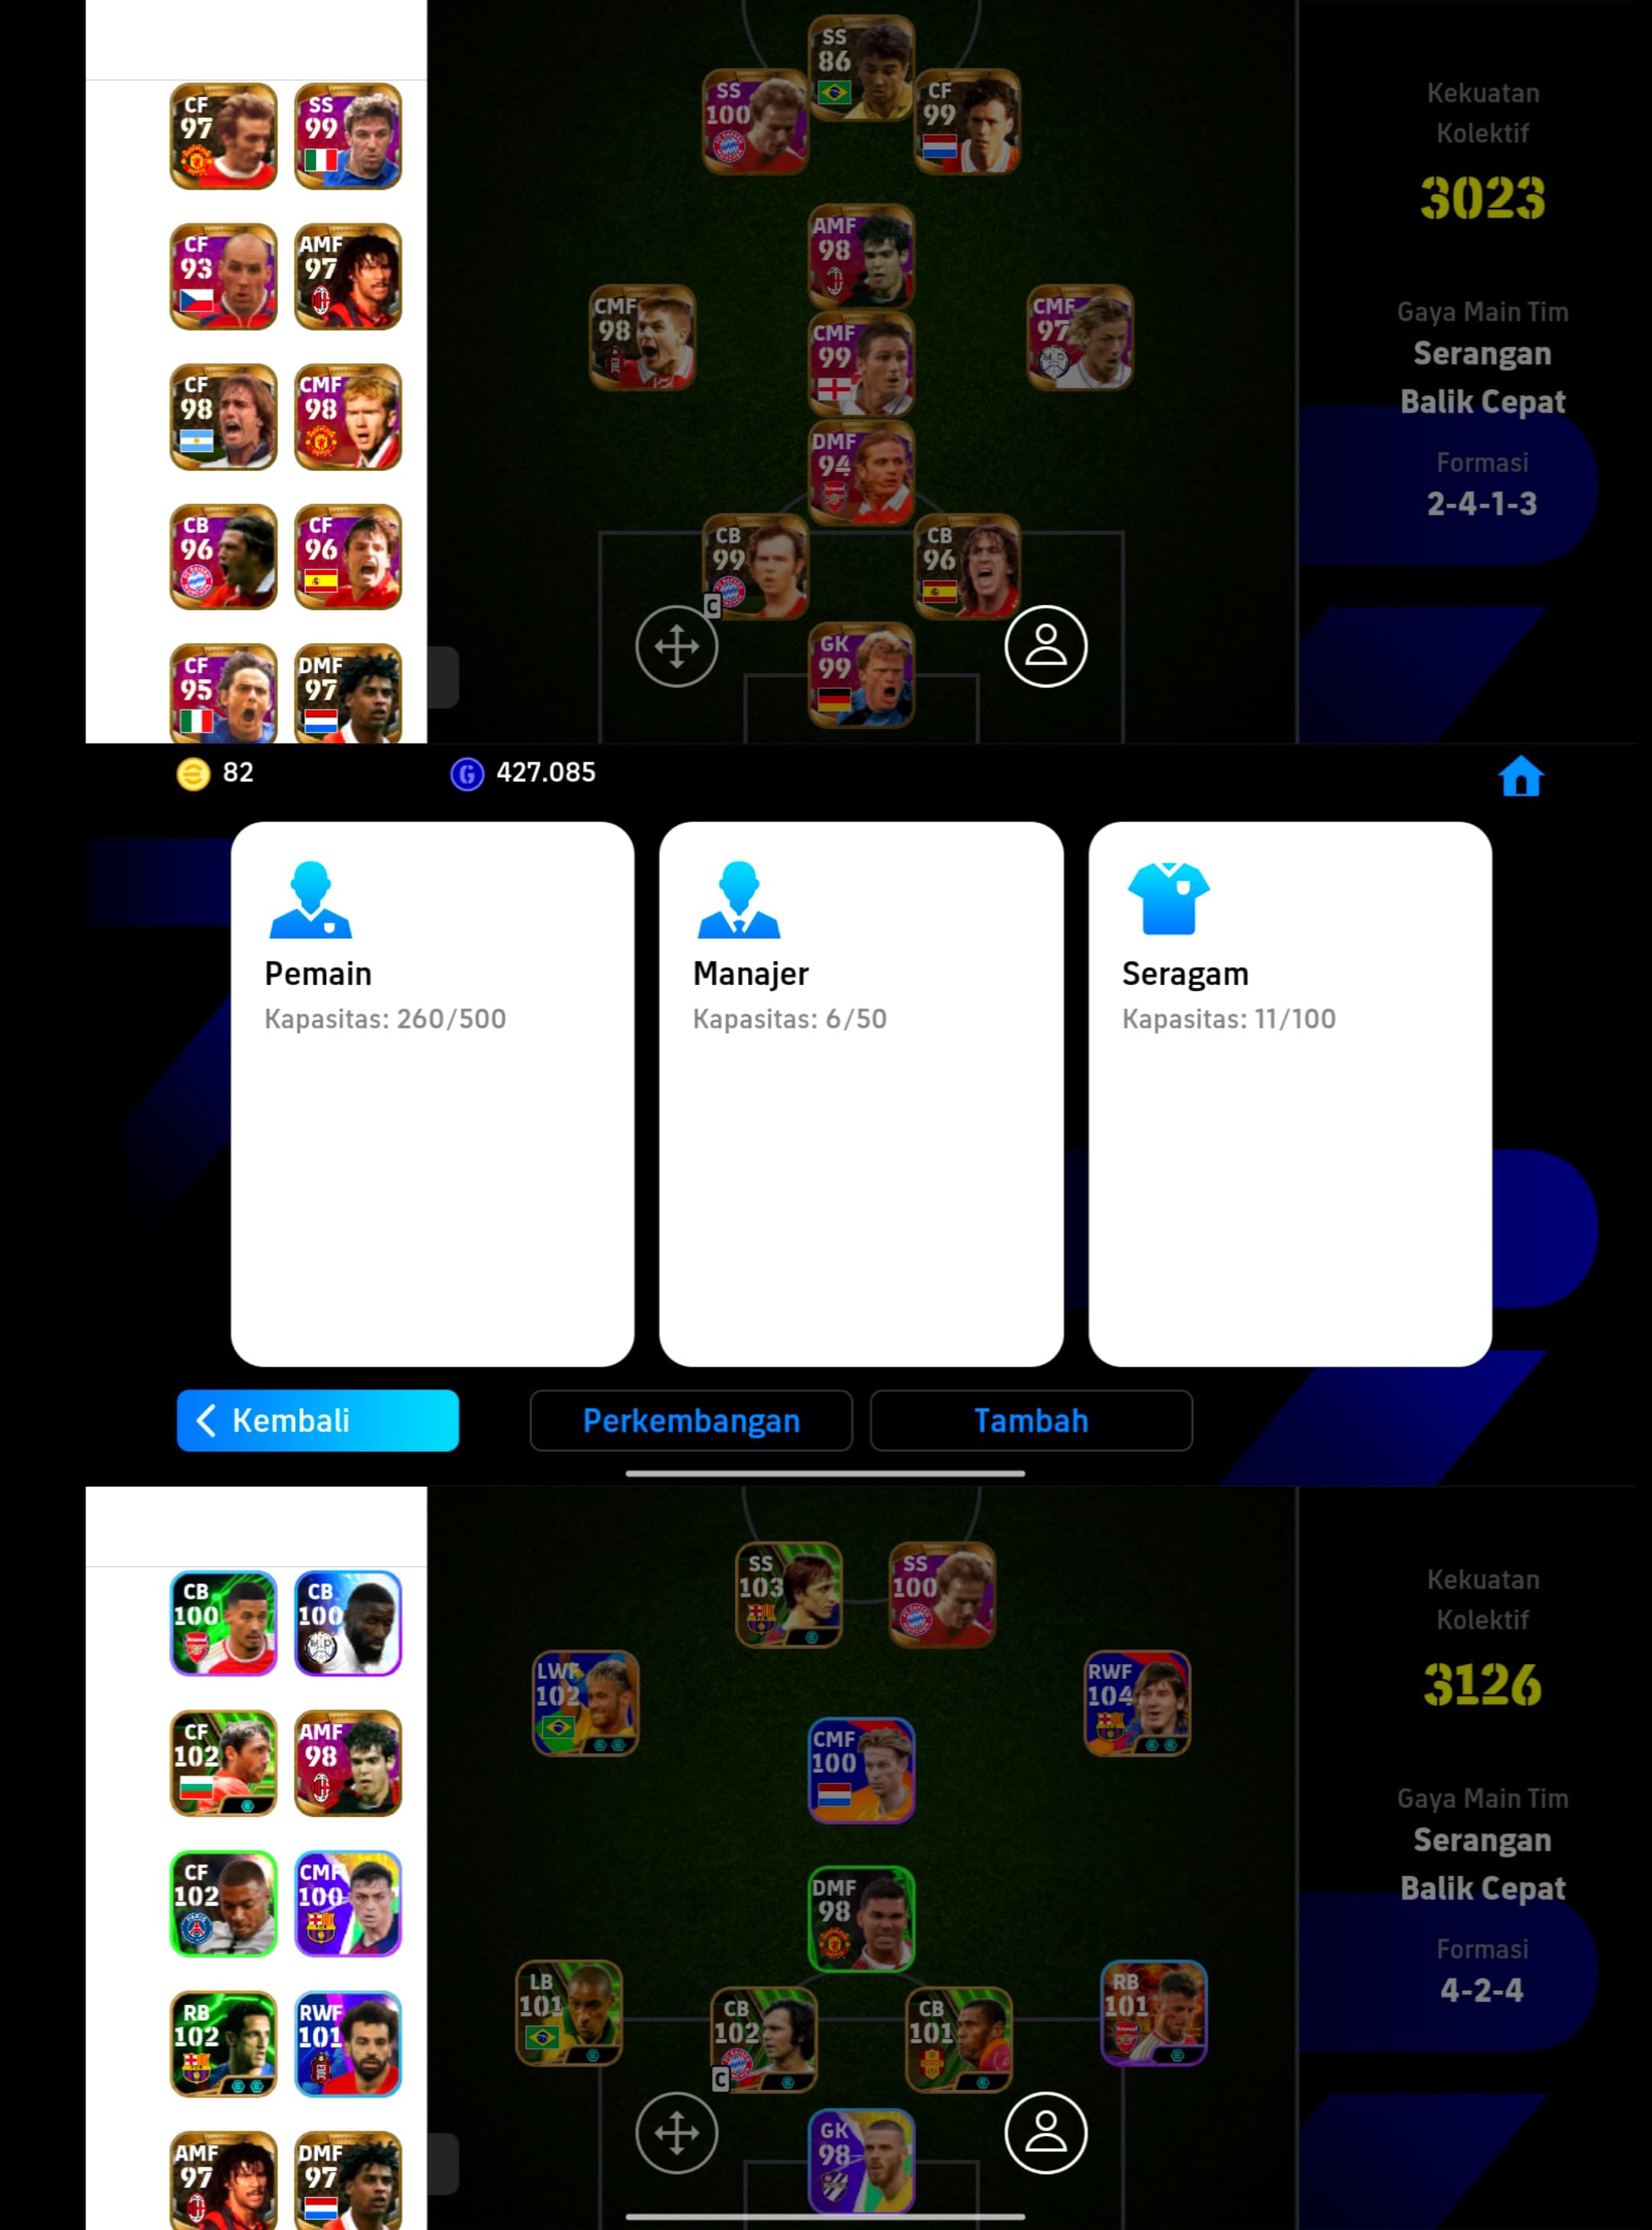 CF
97
SS
99
CF
93
AMF
97
CF
98
CMF
98
CB
96
CF
96
CF
95
DMF
97
SS
86
SS
100
CF
99
AMF
98
CMF
98
CMF
99
CMF
97
DMF
94
CB
99
C
CB
96
GK
99
Kekuatan
Kolektif
3023
Gaya Main Tim
Serangan
Balik Cepat
Formasi
2-4-1-3
82
427.085
Pemain
Kapasitas: 260/500
Manajer
Kapasitas: 6/50
Seragam
Kapasitas: 11/100
Kembali
Perkembangan
Tambah
CB
100
CB
100
CF
102
AMF
98
CF
102
CMF
100
RB
102
RWF
101
AMF
97
DMF
97
SS
103
SS
100
LWF
102
RWF
104
CMF
100
DMF
98
LB
101
CB
102
C
CB
101
RB
101
GK
98
Kekuatan
Kolektif
3126
Gaya Main Tim
Serangan
Balik Cepat
Formasi
4-2-4